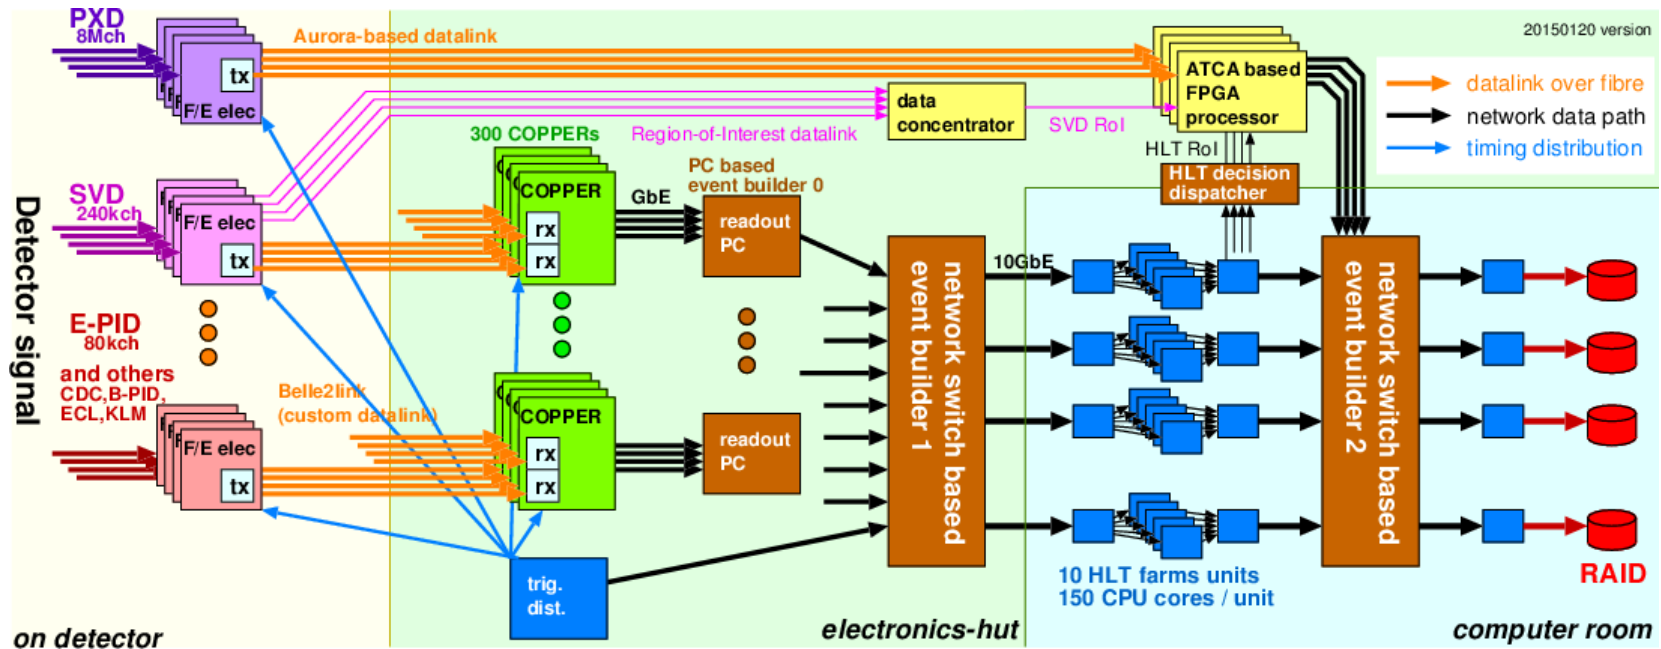 PXD
8Mch
tx
F/E elec
Aurora-based datalink
20150120 version
ATCA based
FPGA
processor
datalink over fibre
network data path
timing distribution
data
concentrator
SVD RoI
Region-of-Interest datalink
HLT RoI
HLT decision
dispatcher
300 COPPERs
PC based
event builder 0
SVD
240kch
F/E elec
tx
COPPER
rx
rx
GbE
readout
PC
Detector signal
10GbE
network switch based
event builder 1
network switch based
event builder 2
E-PID
80kch
and others
CDC,B-PID,
ECL,KLM
Belle2link
(custom datalink)
F/E elec
tx
COPPER
rx
rx
readout
PC
trig.
dist.
10 HLT farms units
150 CPU cores / unit
RAID
on detector
electronics-hut
computer room